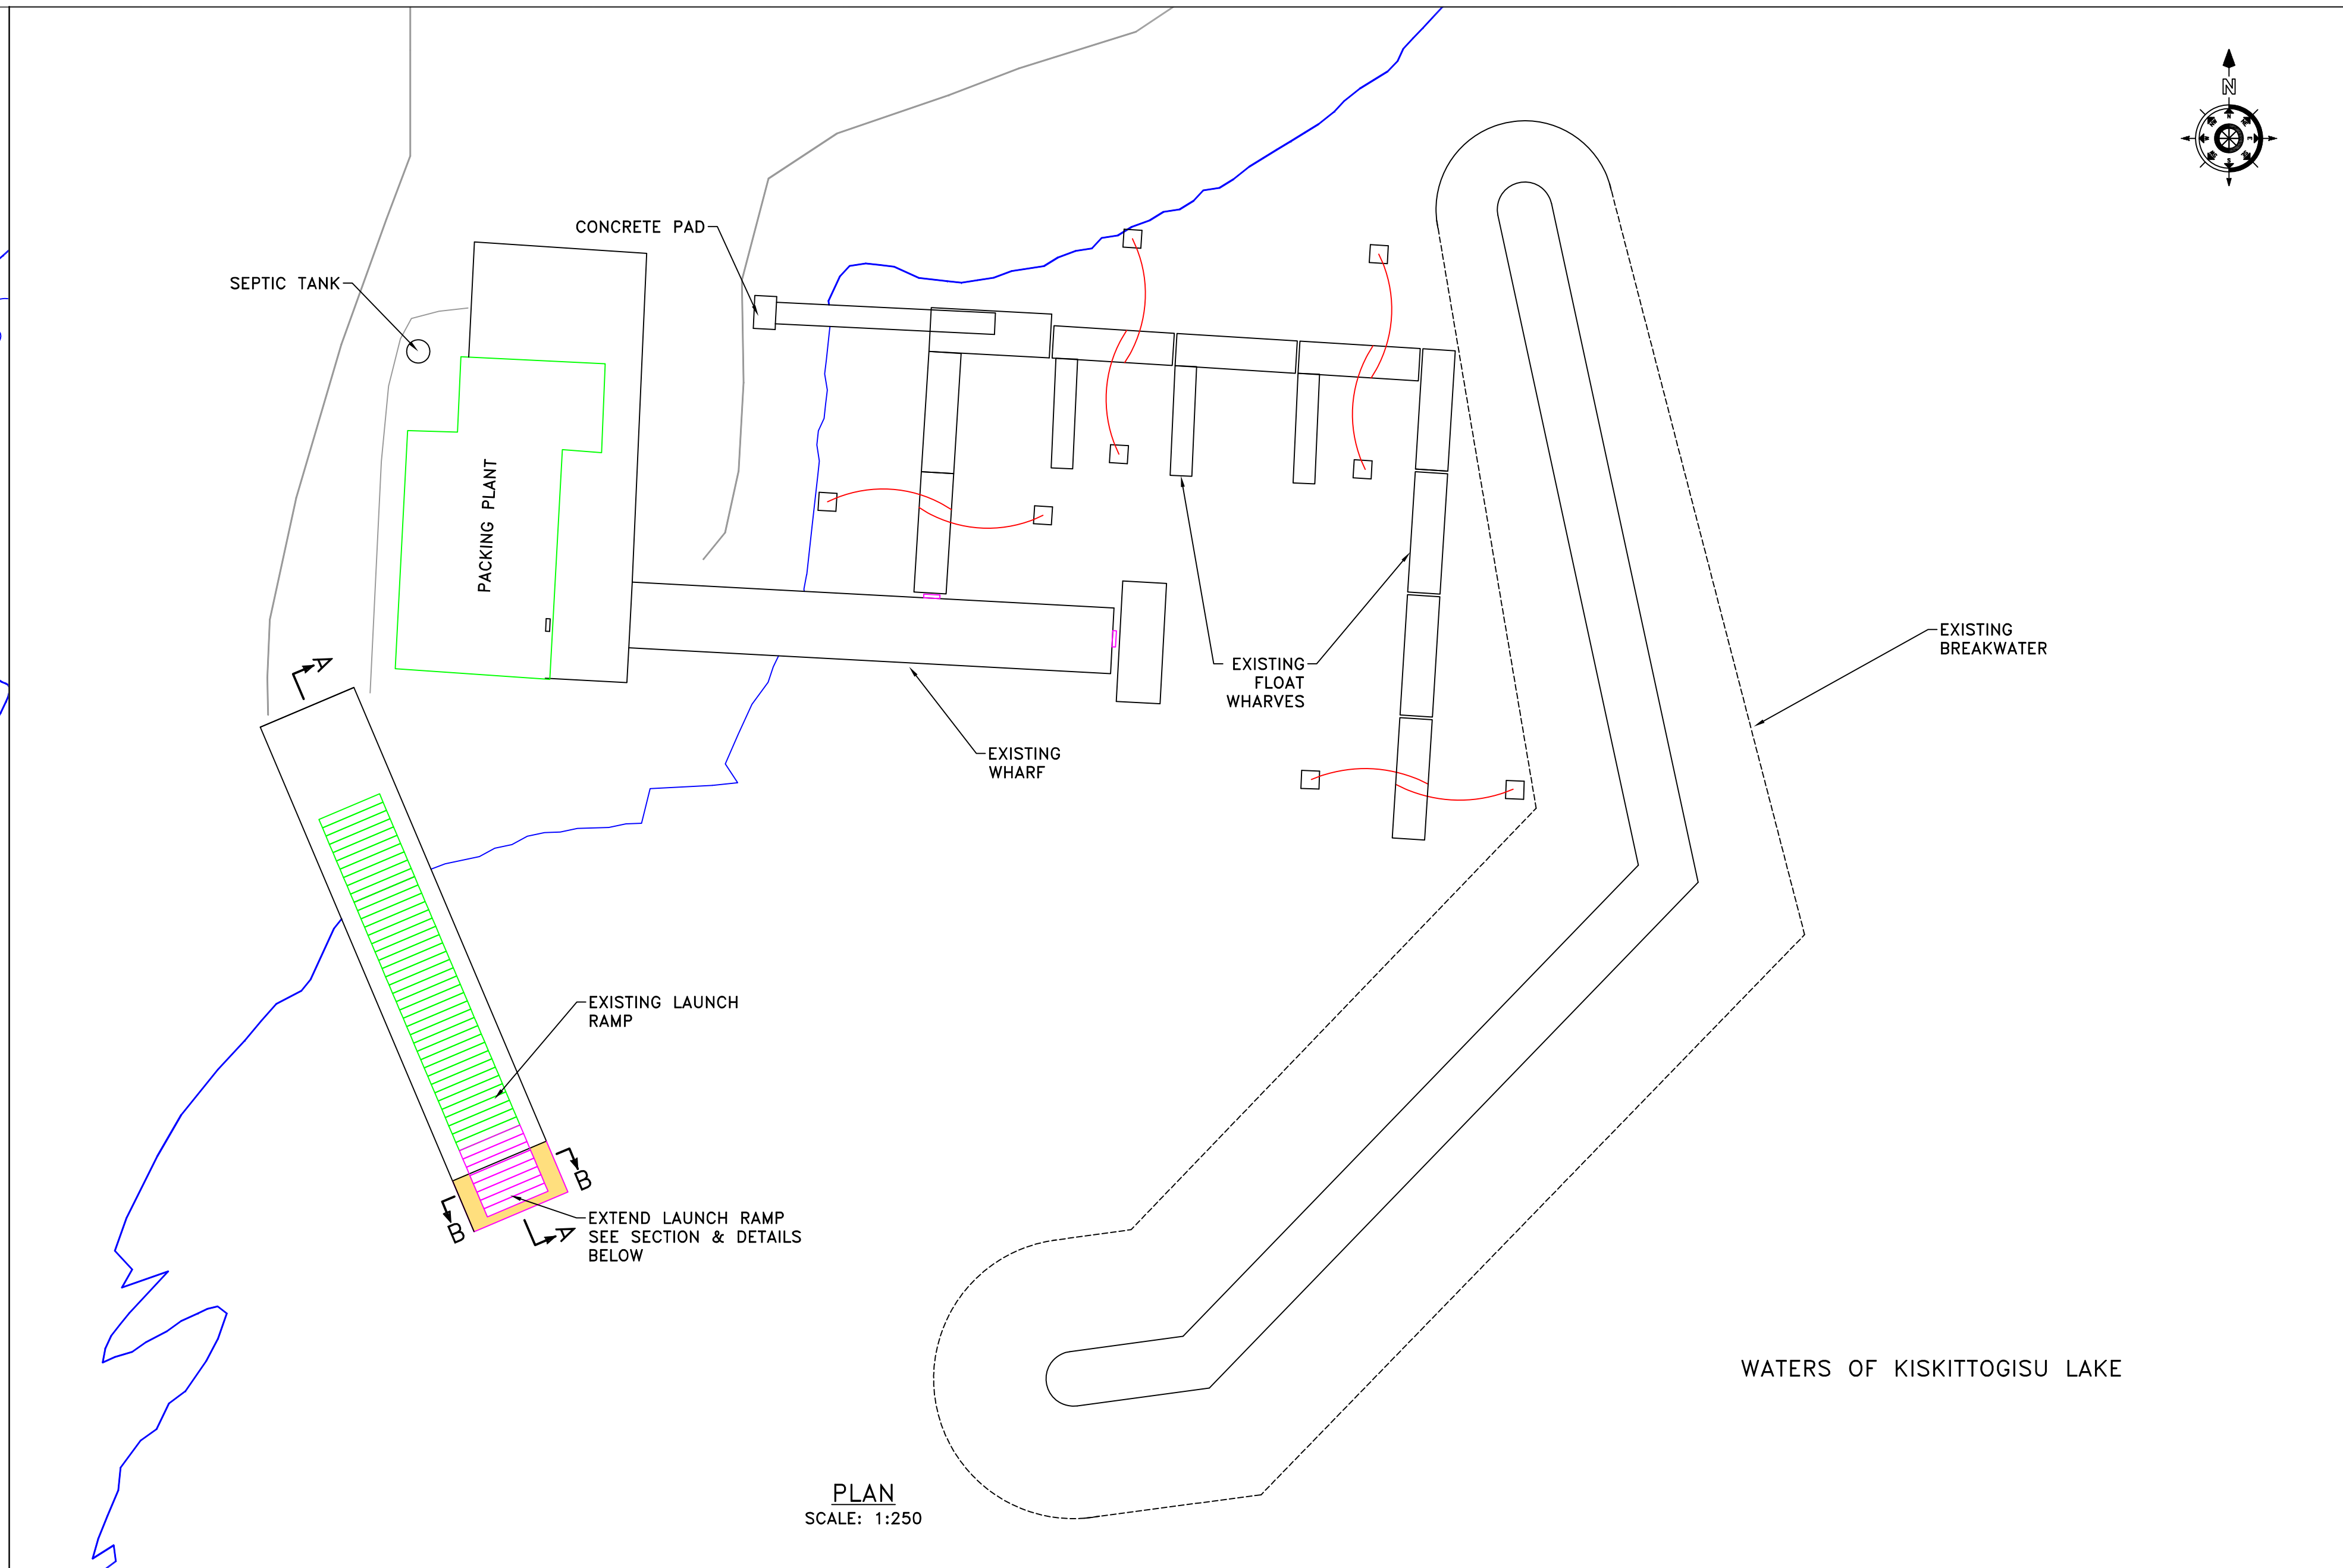 N
CONCRETE PAD
SEPTIC TANK
PACKING PLANT
EXISTING
BREAKWATER
A
EXISTING
FLOAT
WHARVES
EXISTING
WHARF
EXISTING LAUNCH
RAMP
B
B
A
EXTEND LAUNCH RAMP
SEE SECTION & DETAILS
BELOW
WATERS OF KISKITTOGISU LAKE
PLAN
SCALE: 1:250